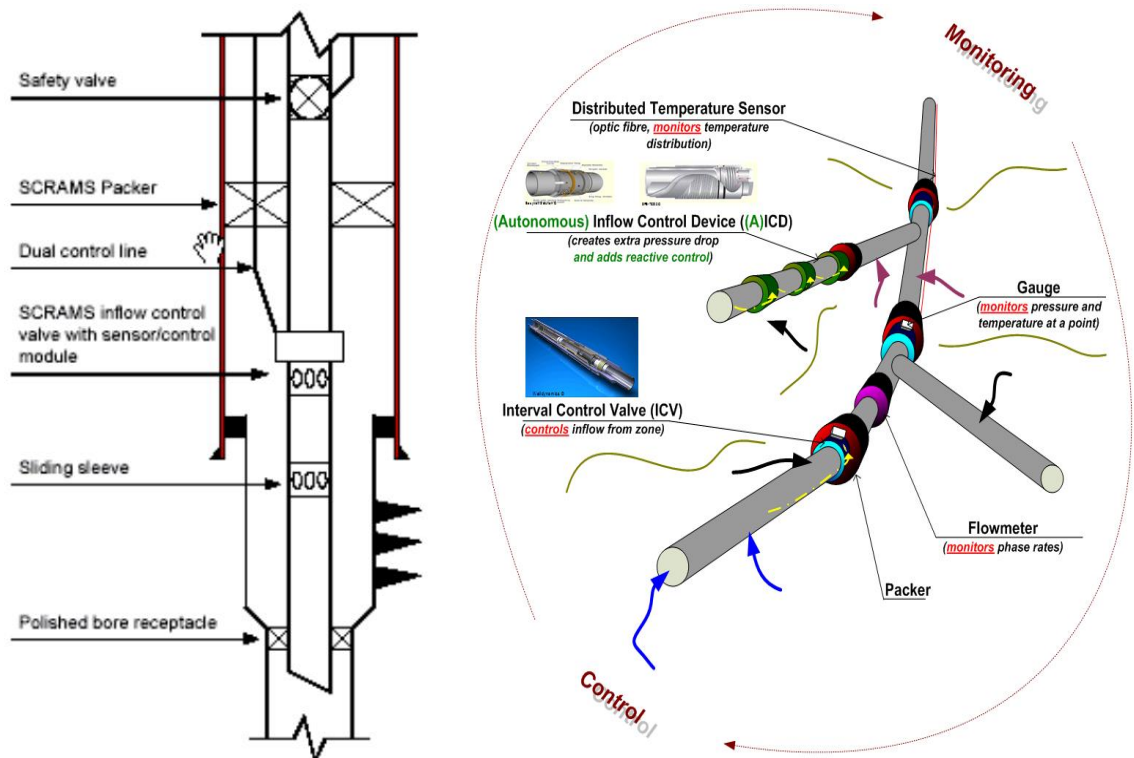 Safety valve
SCRAMS Packer
Dual control line
SCRAMS inflow control
valve with sensor/control
module
Sliding sleeve
Polished bore receptacle
Monitoring
Distributed Temperature Sensor
(optic fibre, monitors temperature
distribution)
(Autonomous) Inflow Control Device ((A)ICD)
(creates extra pressure drop
and adds reactive control)
Gauge
(monitors pressure and
temperature at a point)
Interval Control Valve (ICV)
(controls inflow from zone)
Flowmeter
(monitors phase rates)
Packer
Control